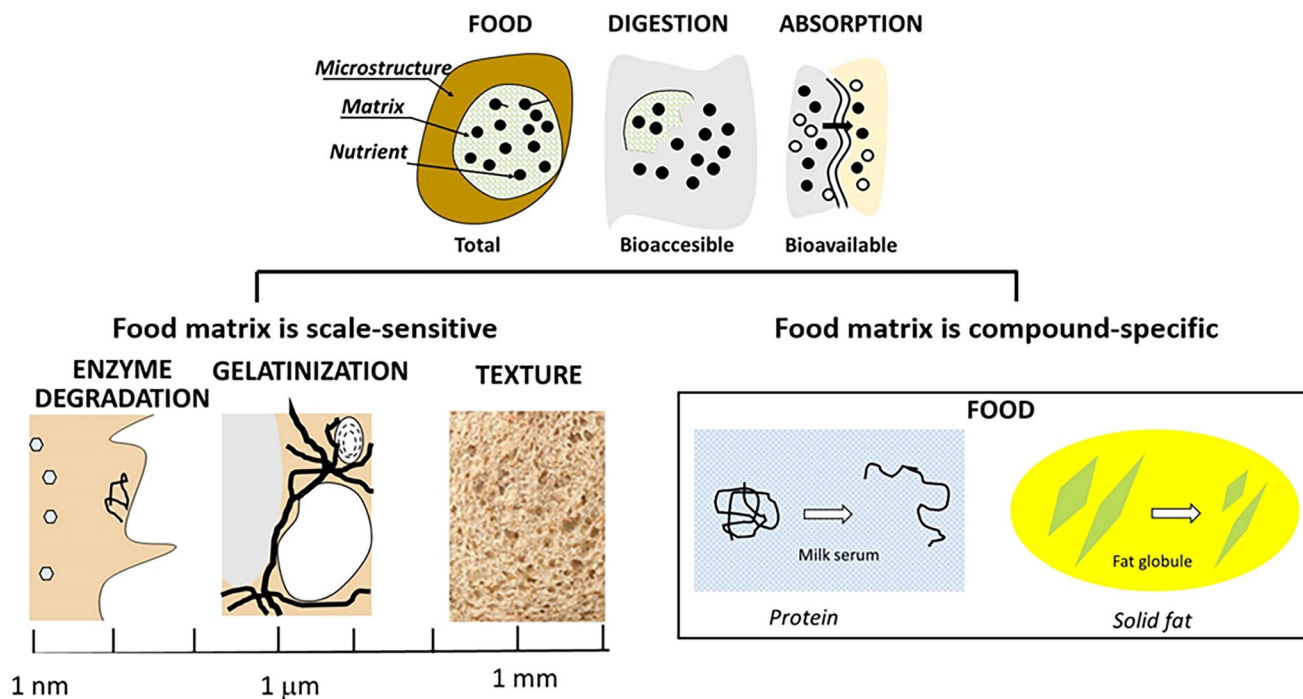 FOOD
DIGESTION
ABSORPTION
Microstructure
Matrix
Nutrient
Total
Bioaccesible
Bioavailable
Food matrix is scale-sensitive
Food matrix is compound-specific
ENZYME
DEGRADATION
GELATINIZATION
TEXTURE
1 nm
1 μm
1 mm
FOOD
Milk serum
Protein
Fat globule
Solid fat